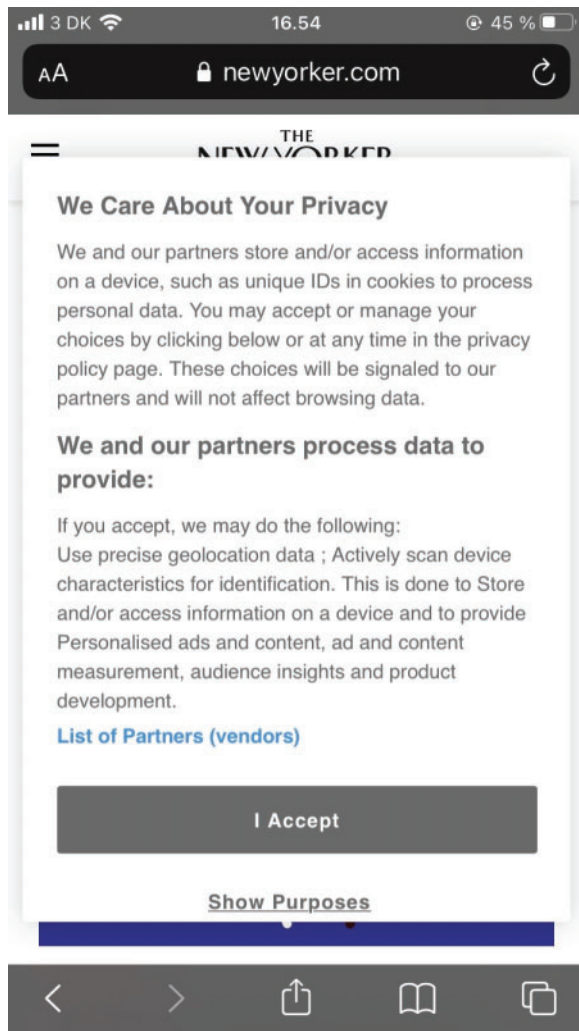 3 DK 16.54 45 %
AA newyorker.com
THE
NEW YORKER
We Care About Your Privacy
We and our partners store and/or access information
on a device, such as unique IDs in cookies to process
personal data. You may accept or manage your
choices by clicking below or at any time in the privacy
policy page. These choices will be signaled to our
partners and will not affect browsing data.
We and our partners process data to
provide:
If you accept, we may do the following:
Use precise geolocation data ; Actively scan device
characteristics for identification. This is done to Store
and/or access information on a device and to provide
Personalised ads and content, ad and content
measurement, audience insights and product
development.
List of Partners (vendors)
I Accept
Show Purposes